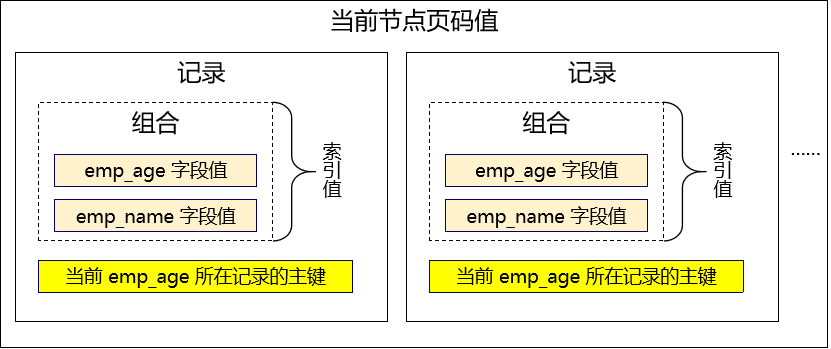 当前节点页码值
记录
组合
emp_age 字段值
emp_name 字段值
索引值
当前 emp_age 所在记录的主键
记录
组合
emp_age 字段值
emp_name 字段值
索引值
当前 emp_age 所在记录的主键
……